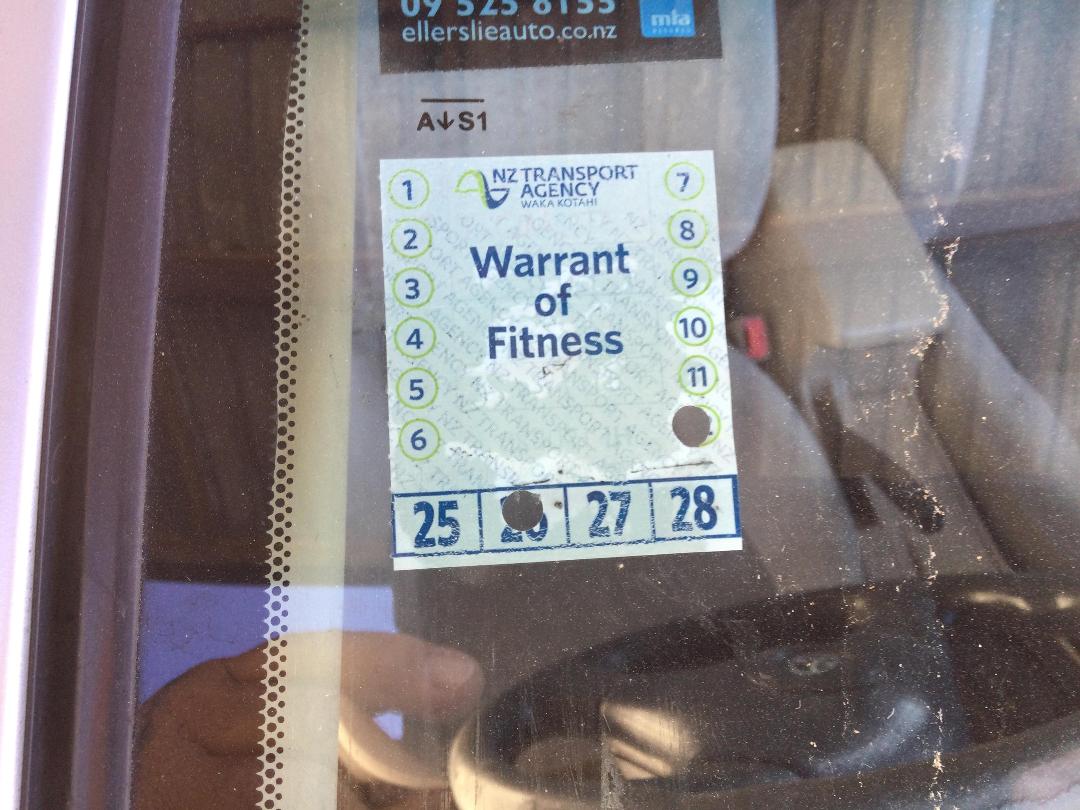 09 525 8155
ellerslieauto.co.nz
mta
A↓S1
NZ TRANSPORT
AGENCY
WAKA KOTAHI
Warrant
of
Fitness
1
2
3
4
5
6
7
8
9
10
11
25
26
27
28